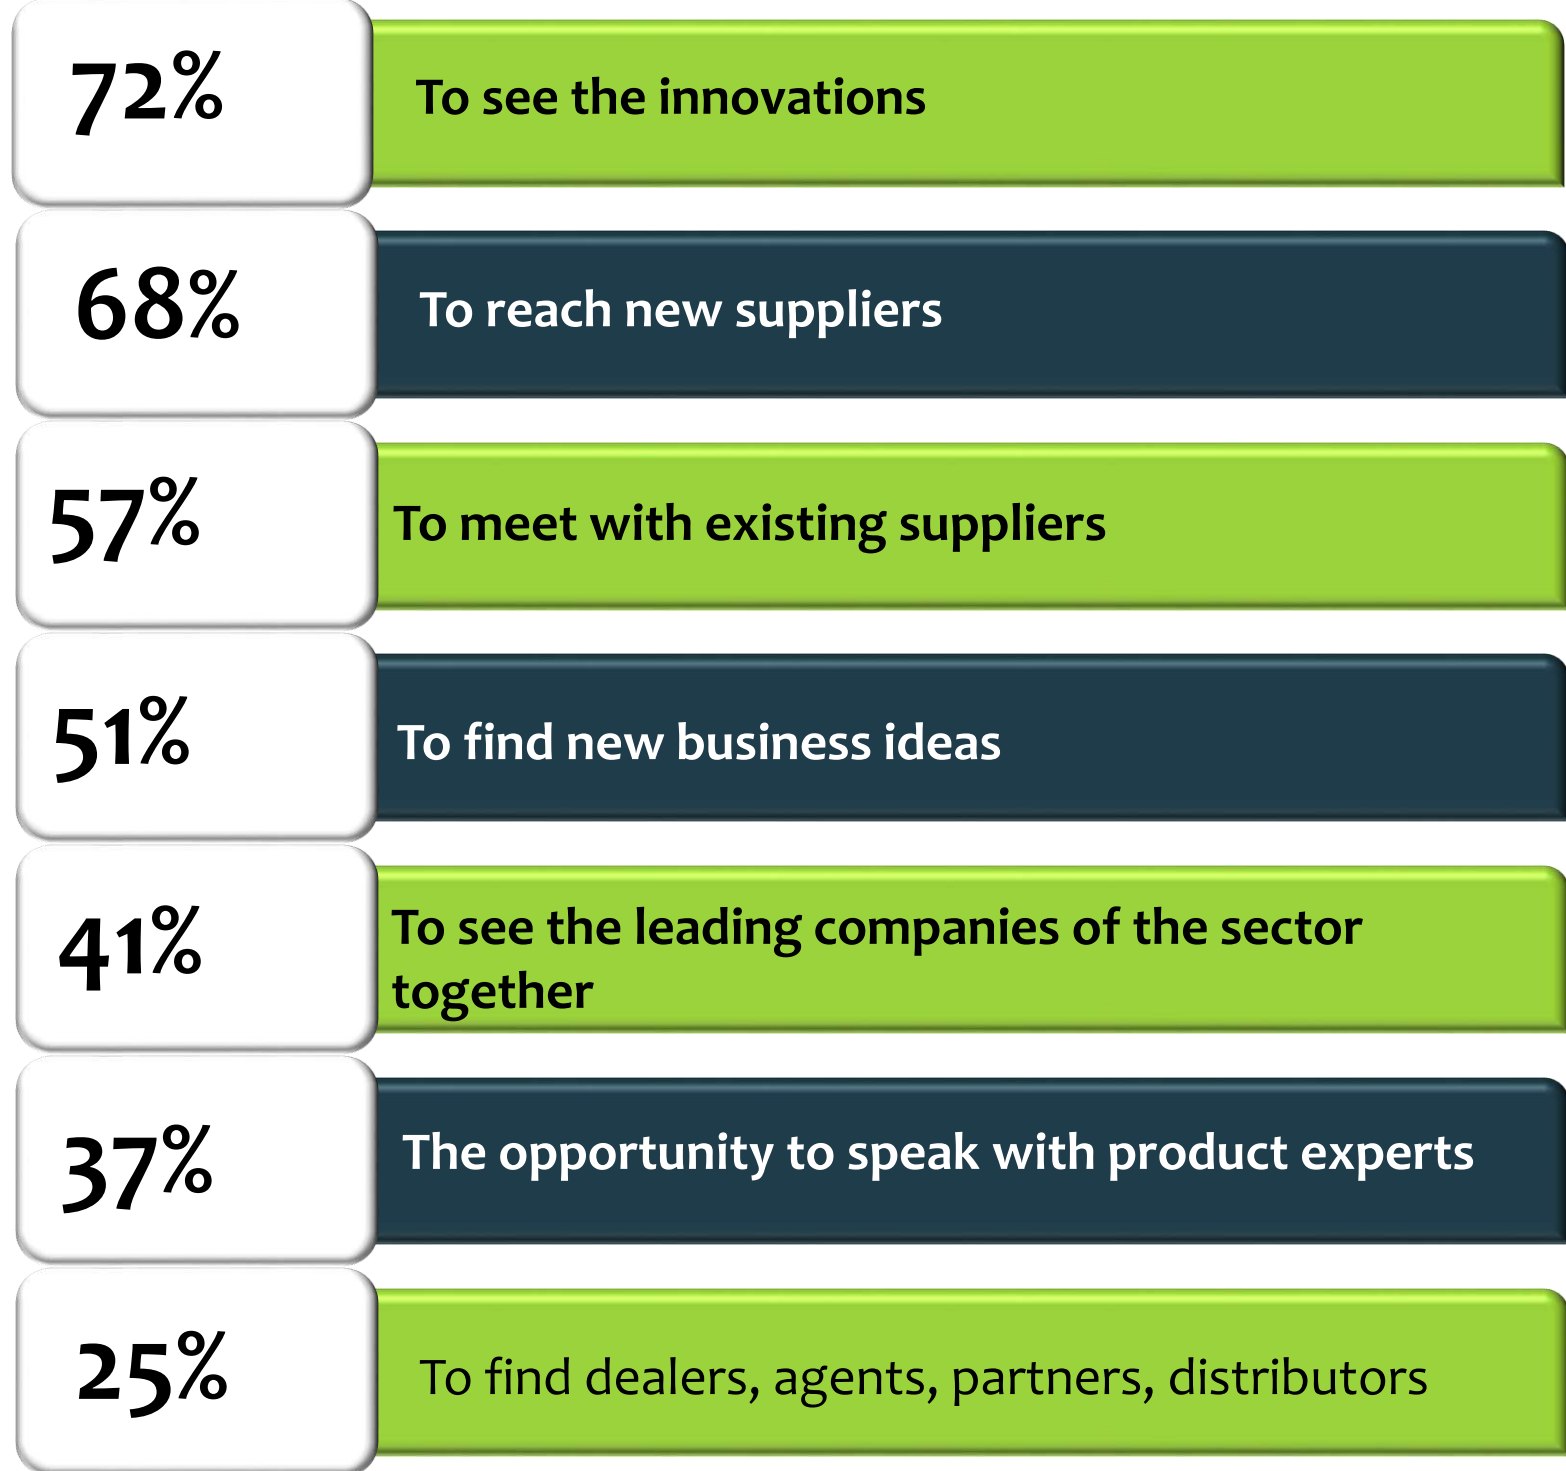 72%
To see the innovations
68%
To reach new suppliers
57%
To meet with existing suppliers
51%
To find new business ideas
41%
To see the leading companies of the sector
together
37%
The opportunity to speak with product experts
25%
To find dealers, agents, partners, distributors